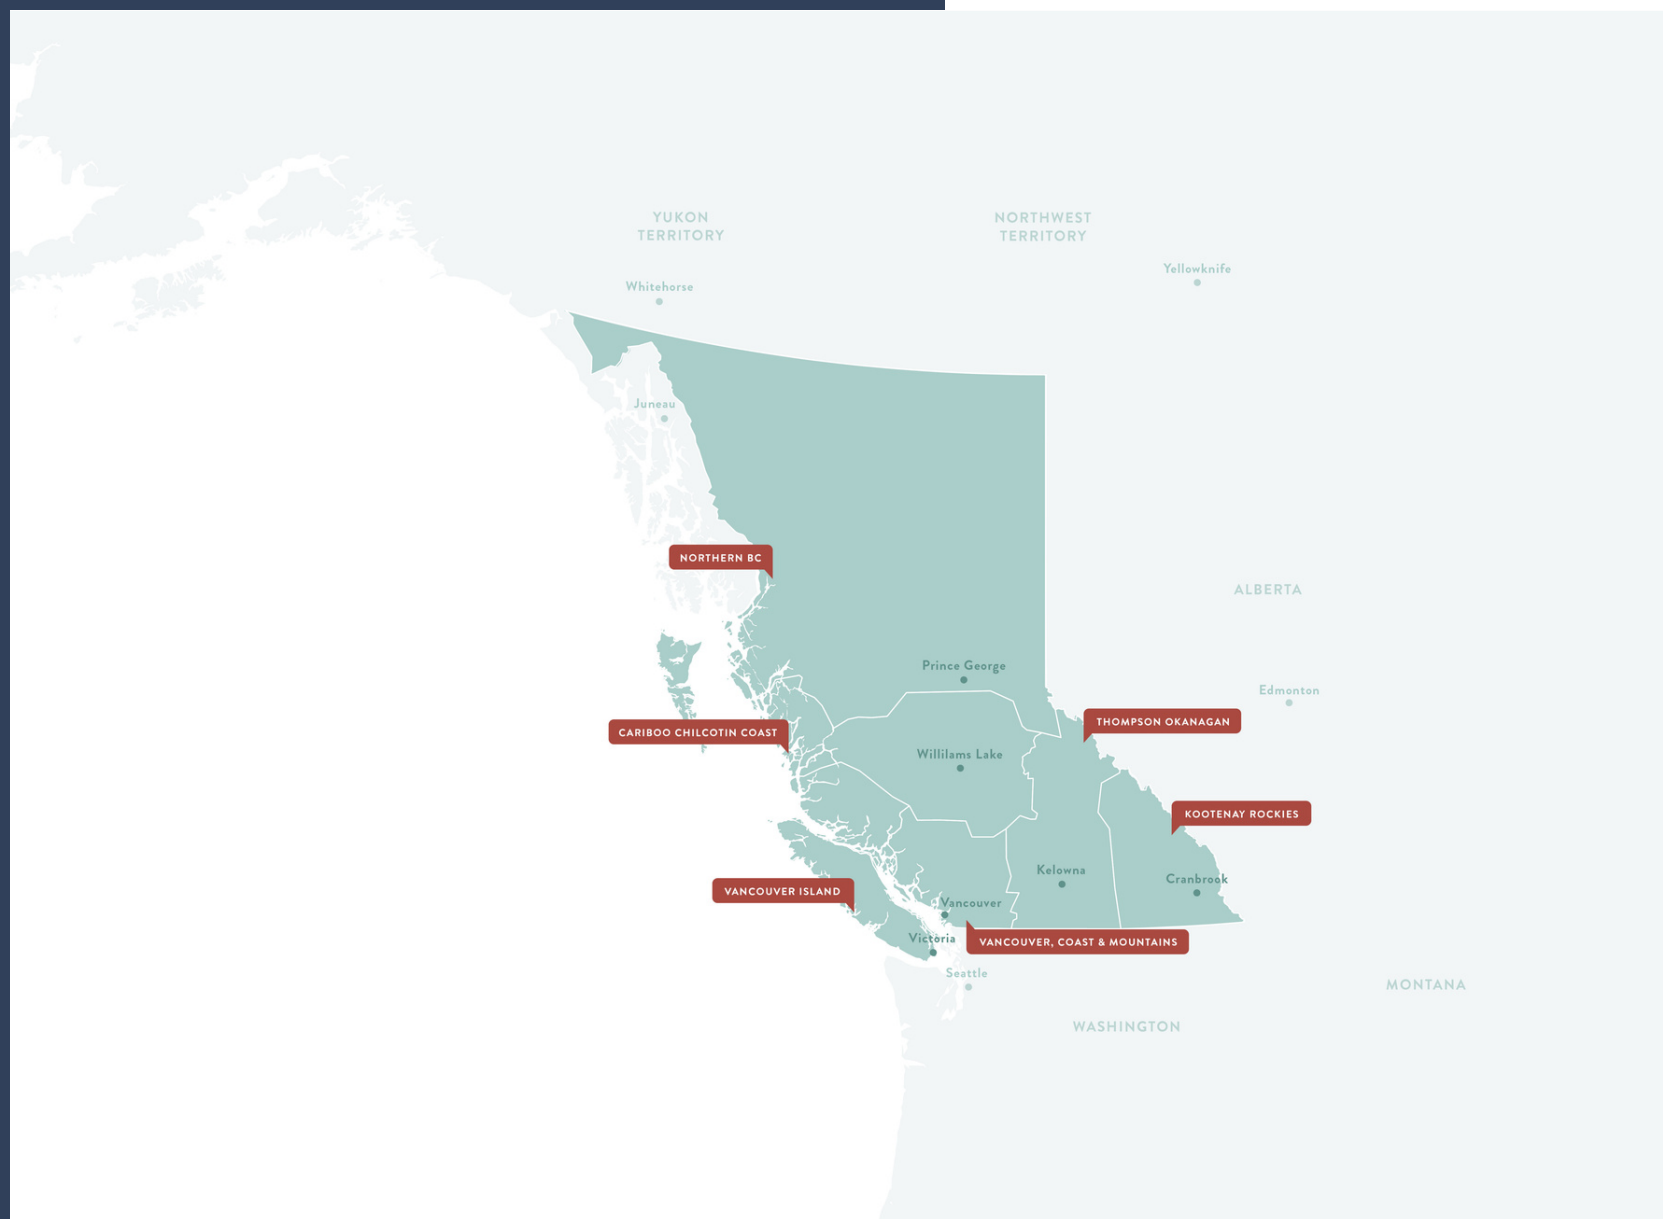 YUKON
TERRITORY
NORTHWEST
TERRITORY
Yellowknife
Whitehorse
Juneau
NORTHERN BC
ALBERTA
Prince George
Edmonton
THOMPSON OKANAGAN
CARIBOO CHILCOTIN COAST
Willilams Lake
KOOTENAY ROCKIES
Kelowna
Cranbrook
VANCOUVER ISLAND
Vancouver
Victoria
VANCOUVER, COAST & MOUNTAINS
Seattle
MONTANA
WASHINGTON